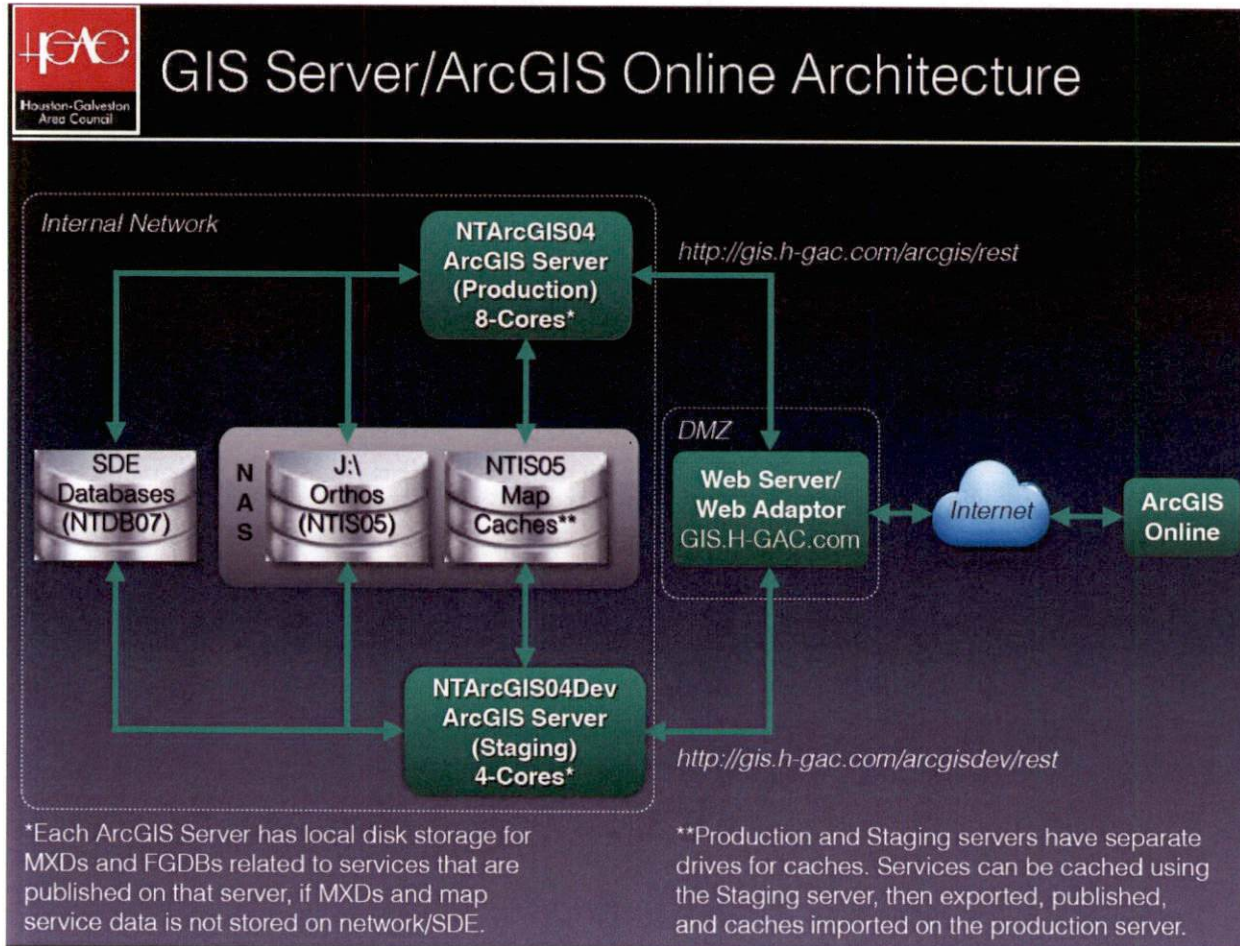 HGAC
Houston-Galveston
Area Council
GIS Server/ArcGIS Online Architecture
Internal Network
NTArcGIS04
ArcGIS Server
(Production)
8-Cores*
http://gis.h-gac.com/arcgis/rest
SDE
Databases
(NTDB07)
NAS
J:\
Orthos
(NTIS05)
NTIS05
Map
Caches**
DMZ
Web Server/
Web Adaptor
GIS.H-GAC.com
Internet
ArcGIS
Online
NTArcGIS04Dev
ArcGIS Server
(Staging)
4-Cores*
http://gis.h-gac.com/arcgisdev/rest
*Each ArcGIS Server has local disk storage for
MXDs and FGDBs related to services that are
published on that server, if MXDs and map
service data is not stored on network/SDE.
**Production and Staging servers have separate
drives for caches. Services can be cached using
the Staging server, then exported, published,
and caches imported on the production server.